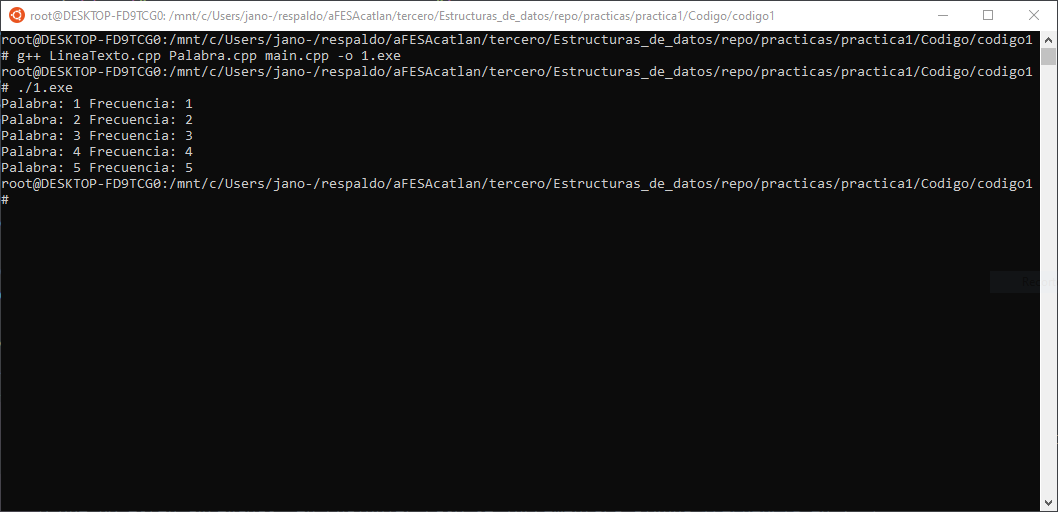 root@DESKTOP-FD9TCG0: /mnt/c/Users/jano-/respaldo/aFESAcatlan/tercero/Estructuras_de_datos/repo/practicas/practica1/Codigo/codigo1
root@DESKTOP-FD9TCG0:/mnt/c/Users/jano-/respaldo/aFESAcatlan/tercero/Estructuras_de_datos/repo/practicas/practica1/Codigo/codigo1
# g++ LineaTexto.cpp Palabra.cpp main.cpp -o 1.exe
root@DESKTOP-FD9TCG0:/mnt/c/Users/jano-/respaldo/aFESAcatlan/tercero/Estructuras_de_datos/repo/practicas/practica1/Codigo/codigo1
# ./1.exe
Palabra: 1 Frecuencia: 1
Palabra: 2 Frecuencia: 2
Palabra: 3 Frecuencia: 3
Palabra: 4 Frecuencia: 4
Palabra: 5 Frecuencia: 5
root@DESKTOP-FD9TCG0:/mnt/c/Users/jano-/respaldo/aFESAcatlan/tercero/Estructuras_de_datos/repo/practicas/practica1/Codigo/codigo1
#